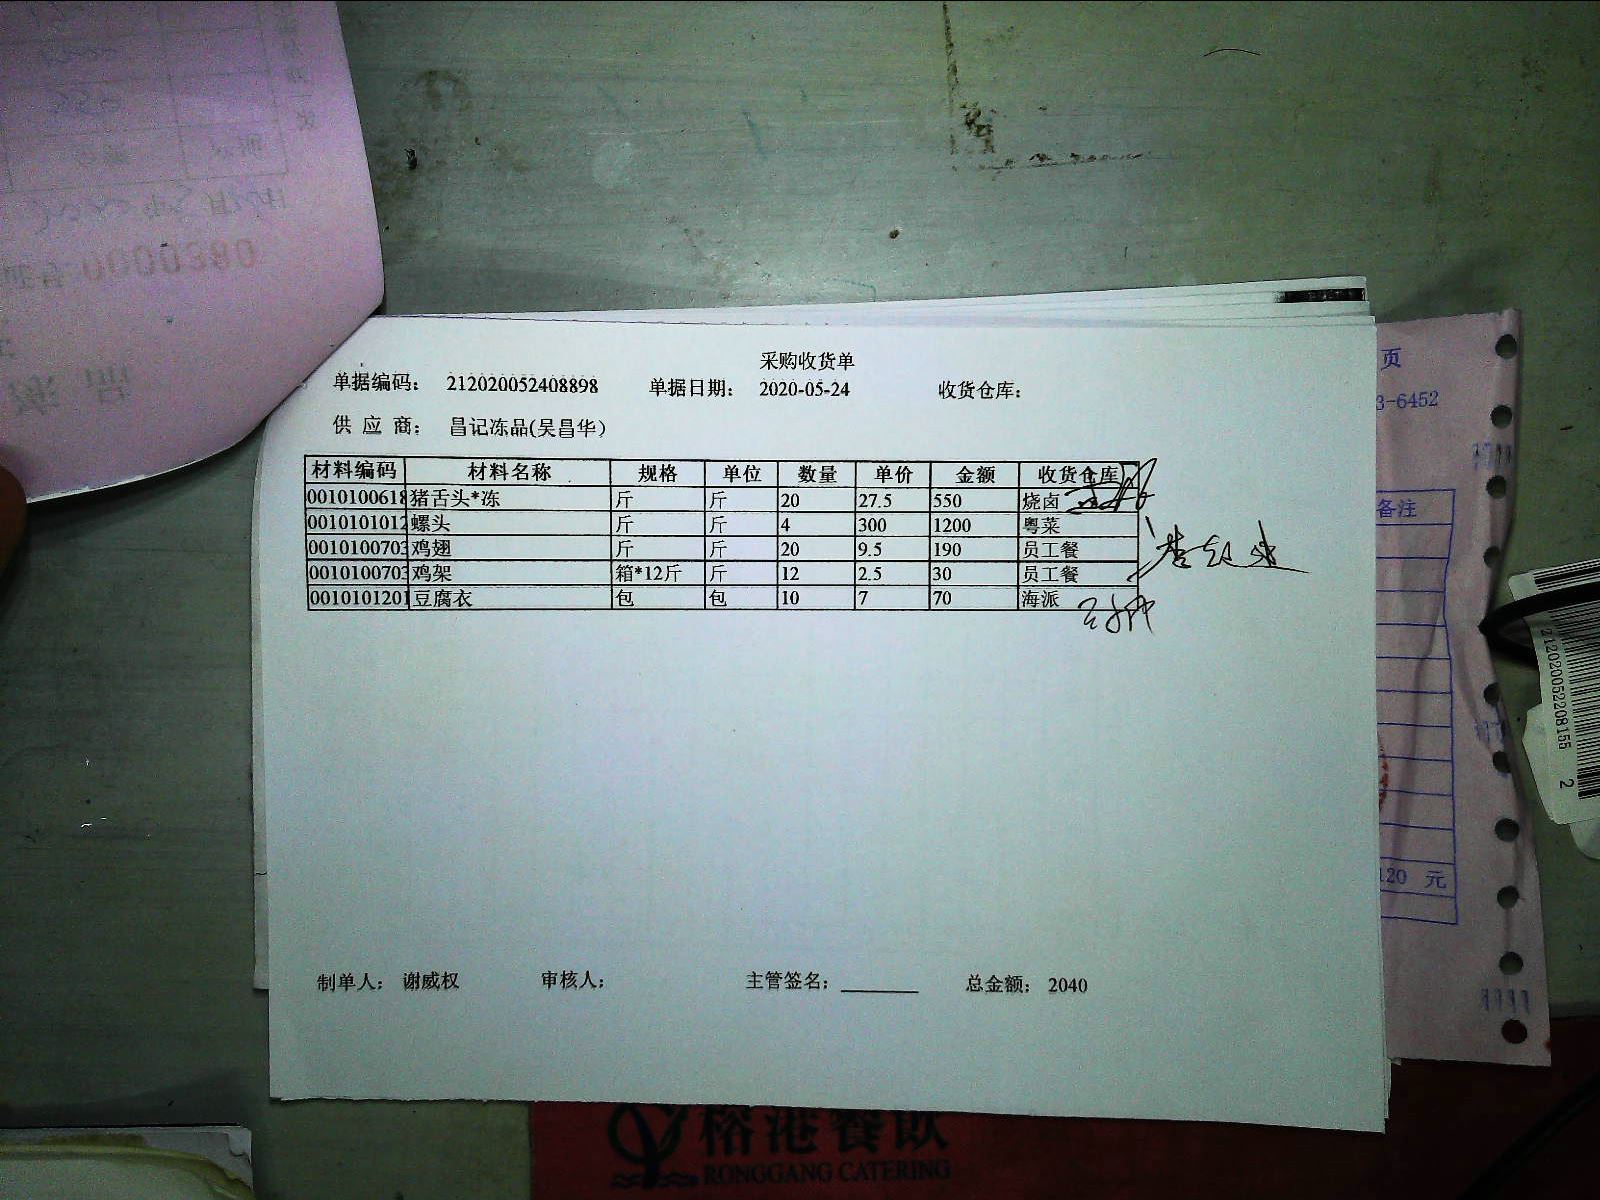 采购收货单
单据编码： 212020052408898 单据日期： 2020-05-24 收货仓库：
供 应 商： 昌记冻品(吴昌华)
材料编码 材料名称 规格 单位 数量 单价 金额 收货仓库
0010100618 猪舌头*冻 斤 斤 20 27.5 550 烧卤
0010101012 螺头 斤 斤 4 300 1200 粤菜
0010100703 鸡翅 斤 斤 20 9.5 190 员工餐
0010100703 鸡架 箱*12斤 斤 12 2.5 30 员工餐
0010101201 豆腐衣 包 包 10 7 70 海派
制单人： 谢威权 审核人： 主管签名： 总金额： 2040
页
3-6452
备注
120 元
212020052208155 2
榕港餐饮
RONGGANG CATERING